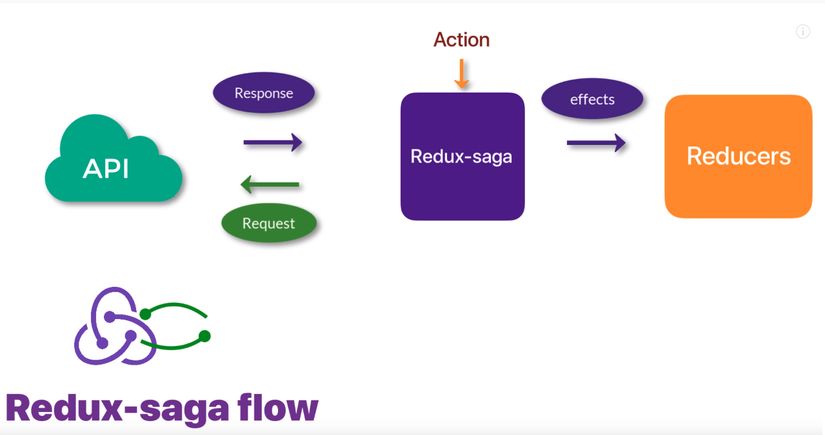 Action
Response
effects
API
Redux-saga
Reducers
Request
Redux-saga flow